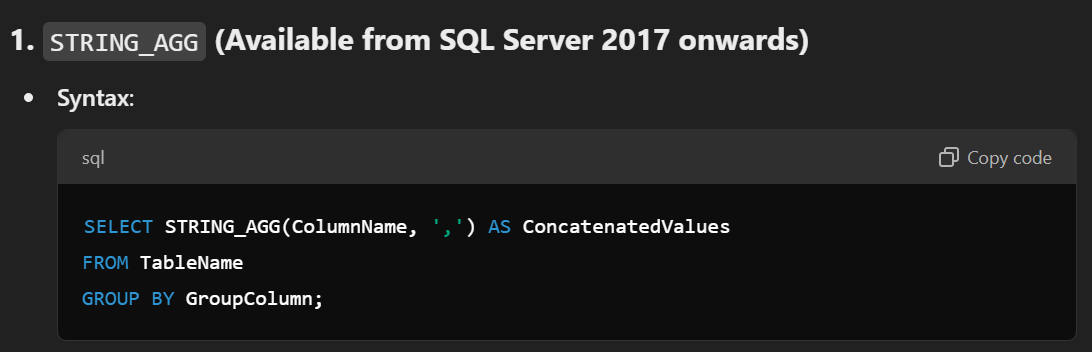 1. STRING_AGG (Available from SQL Server 2017 onwards)
• Syntax:
sql
Copy code
SELECT STRING_AGG(ColumnName, ',') AS ConcatenatedValues
FROM TableName
GROUP BY GroupColumn;